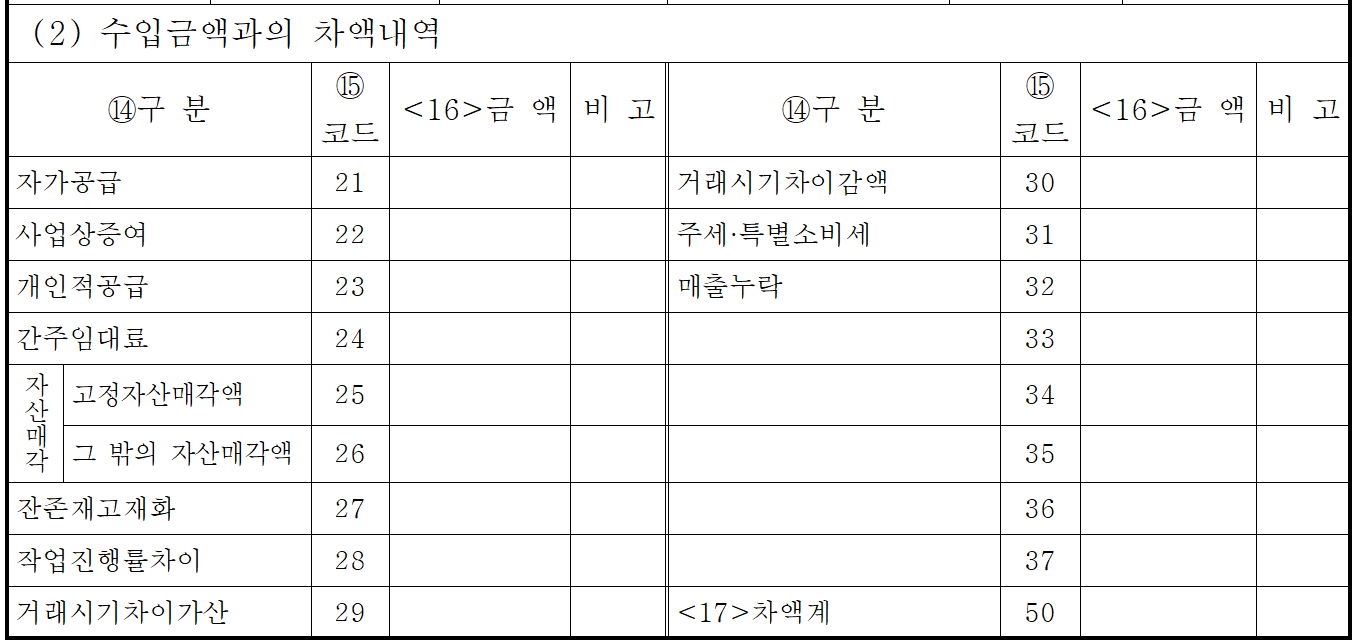 (2) 수입금액과의 차액내역
⑭구 분 ⑮코드 <16>금 액 비 고 ⑭구 분 ⑮코드 <16>금 액 비 고
자가공급 21 거래시기차이감액 30
사업상증여 22 주세·특별소비세 31
개인적공급 23 매출누락 32
간주임대료 24 33
자산매각 고정자산매각액 25 34
그 밖의 자산매각액 26 35
잔존재고재화 27 36
작업진행률차이 28 37
거래시기차이가산 29 <17>차액계 50